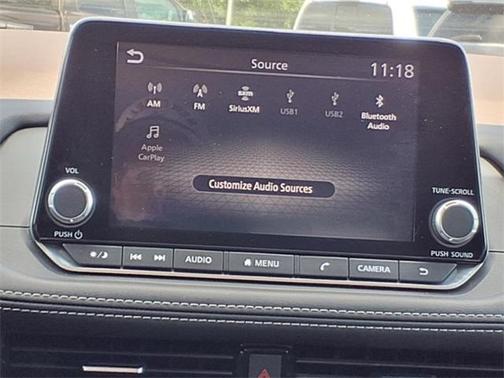 Source
11:18
AM
FM
sxm
SiriusXM
USB1
USB2
Bluetooth
Audio
Apple
CarPlay
Customize Audio Sources
VOL
PUSH
TUNE-SCROLL
PUSH SOUND
AUDIO
MENU
CAMERA